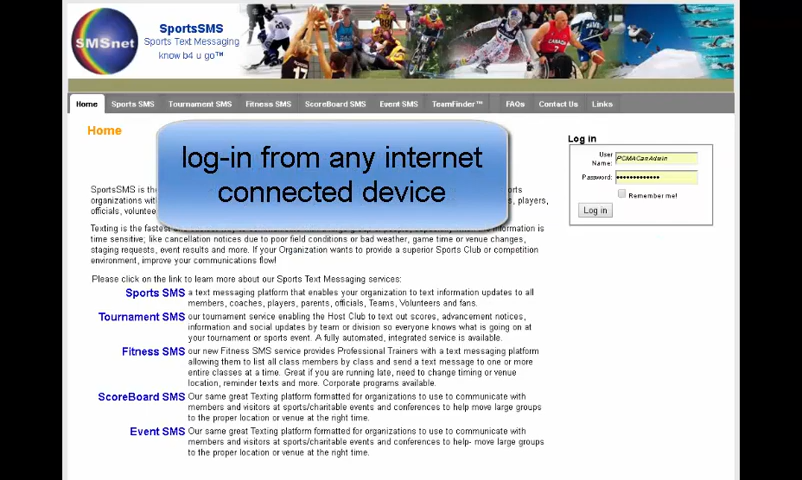 SMSnet
SportsSMS
Sports Text Messaging
know b4 u go™
Home
Sports SMS
Tournament SMS
Fitness SMS
ScoreBoard SMS
Event SMS
TeamFinder™
FAQs
Contact Us
Links
Home
log-in from any internet
connected device
Log in
User
Name:
PCMACanAdmin
Password:
•••••••••••••
Remember me!
Log in
SportsSMS is the
organizations with
officials, voluntee
players,
Texting is the fastest
information is
time sensitive; like cancellation notices due to poor field conditions or bad weather, game time or venue changes,
staging requests, event results and more. If your Organization wants to provide a superior Sports Club or competition
environment, improve your communications flow!
Please click on the link to learn more about our Sports Text Messaging services:
Sports SMS a text messaging platform that enables your organization to text information updates to all
members, coaches, players, parents, officials, Teams, Volunteers and fans.
Tournament SMS our tournament service enabling the Host Club to text out scores, advancement notices,
information and social updates by team or division so everyone knows what is going on at
your tournament or sports event. A fully automated, integrated service is available.
Fitness SMS our new Fitness SMS service provides Professional Trainers with a text messaging platform
allowing them to list all class members by class and send a text message to one or more
entire classes at a time. Great if you are running late, need to change timing or venue
location, reminder texts and more. Corporate programs available.
ScoreBoard SMS Our same great Texting platform formatted for organizations to use to communicate with
members and visitors at sports/charitable events and conferences to help move large groups
to the proper location or venue at the right time.
Event SMS Our same great Texting platform formatted for organizations to use to communicate with
members and visitors at sports/charitable events and conferences to help- move large groups
to the proper location or venue at the right time.